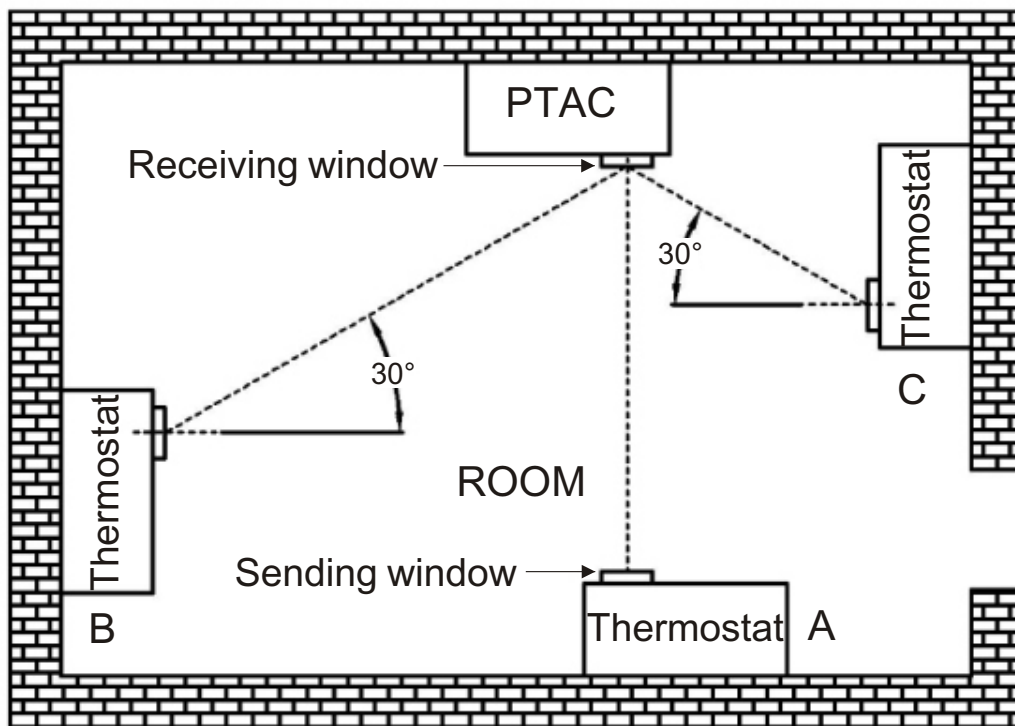 PTAC
Receiving window
Thermostat
30°
30°
C
Thermostat
ROOM
Sending window
Thermostat
A
B